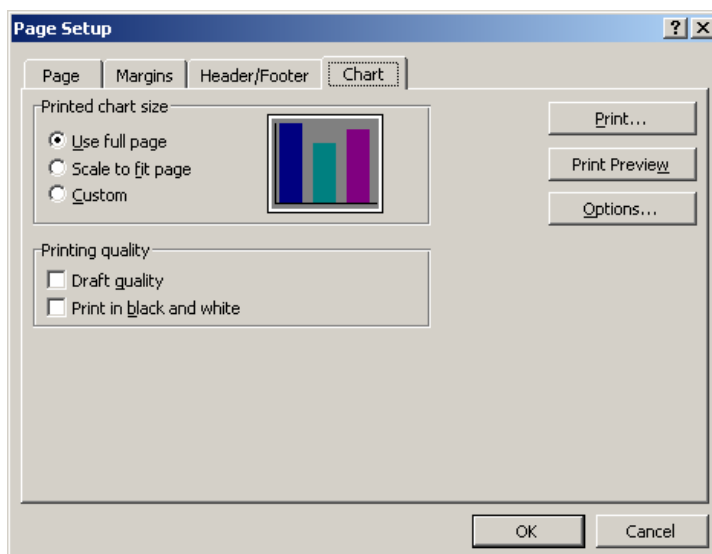 Page Setup
Page Margins Header/Footer Chart
Printed chart size
Use full page
Scale to fit page
Custom
Print...
Print Preview
Options...
Printing quality
Draft quality
Print in black and white
OK Cancel